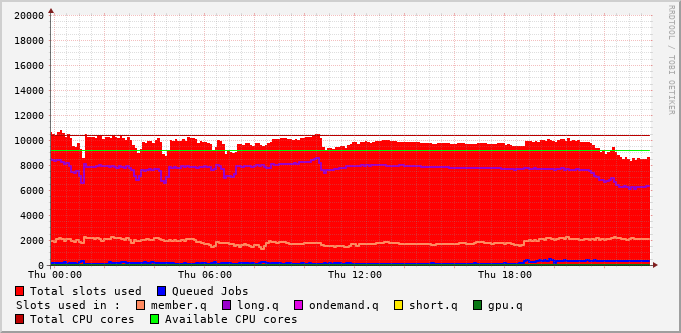 RRDTOOL / TOBI OETIKER
20000
18000
16000
14000
12000
10000
8000
6000
4000
2000
0
Thu 00:00 Thu 06:00 Thu 12:00 Thu 18:00
Total slots used Queued Jobs
Slots used in : member.q long.q ondemand.q short.q gpu.q
Total CPU cores Available CPU cores